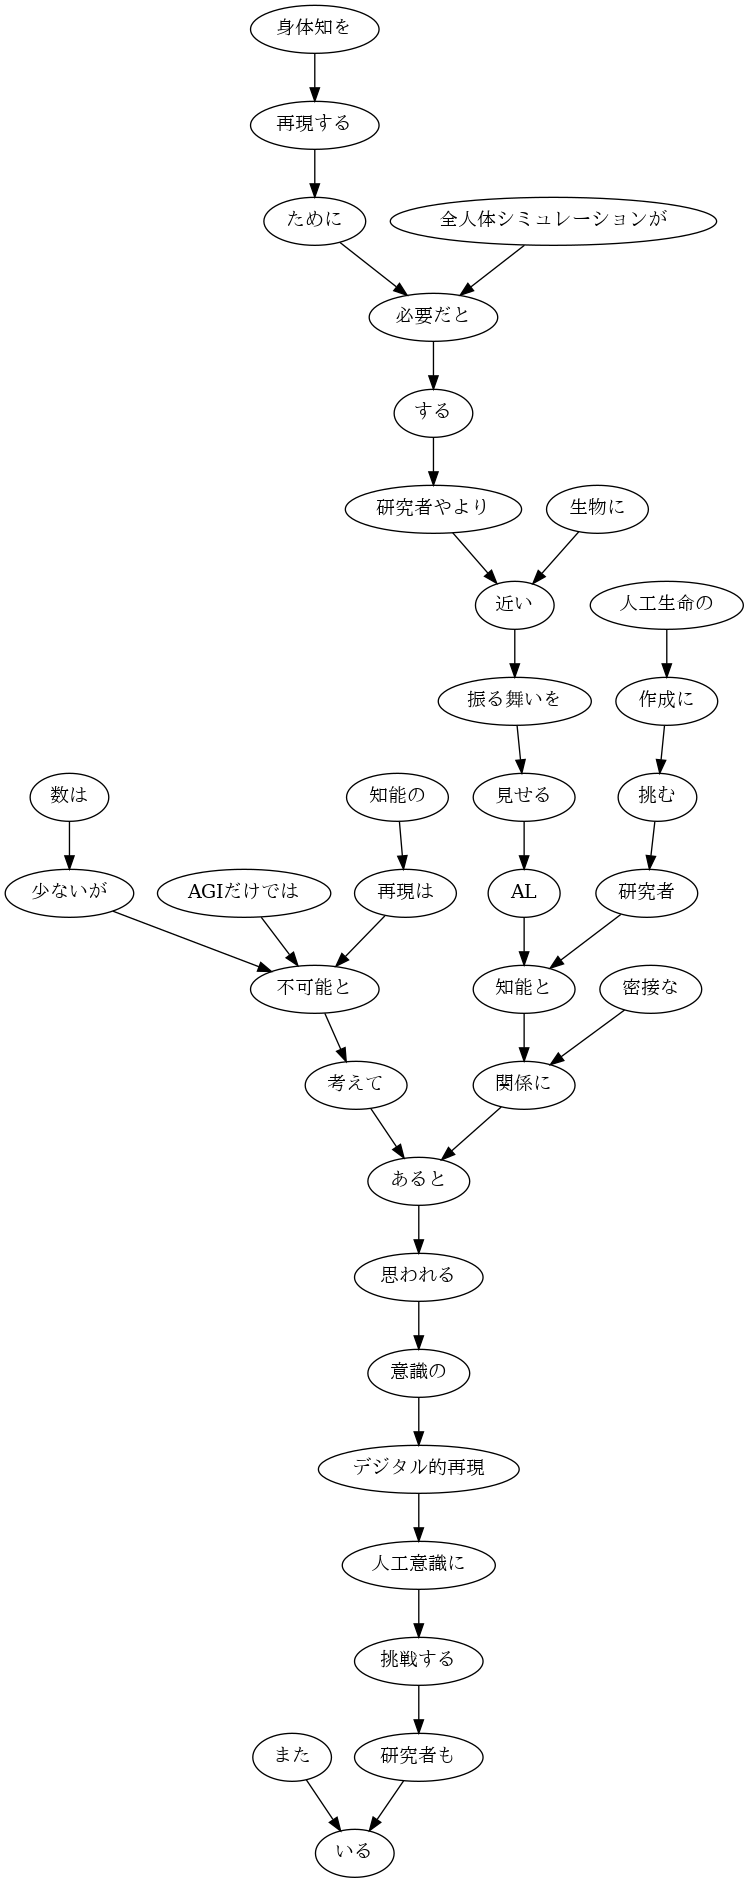 身体知を
再現する
ために
全人体シミュレーションが
必要だと
する
研究者やより
生物に
近い
人工生命の
振る舞いを
作成に
数は
知能の
見せる
挑む
少ないが
AGIだけでは
再現は
AL
研究者
不可能と
知能と
密接な
考えて
関係に
あると
思われる
意識の
デジタル的再現
人工意識に
挑戦する
また
研究者も
いる